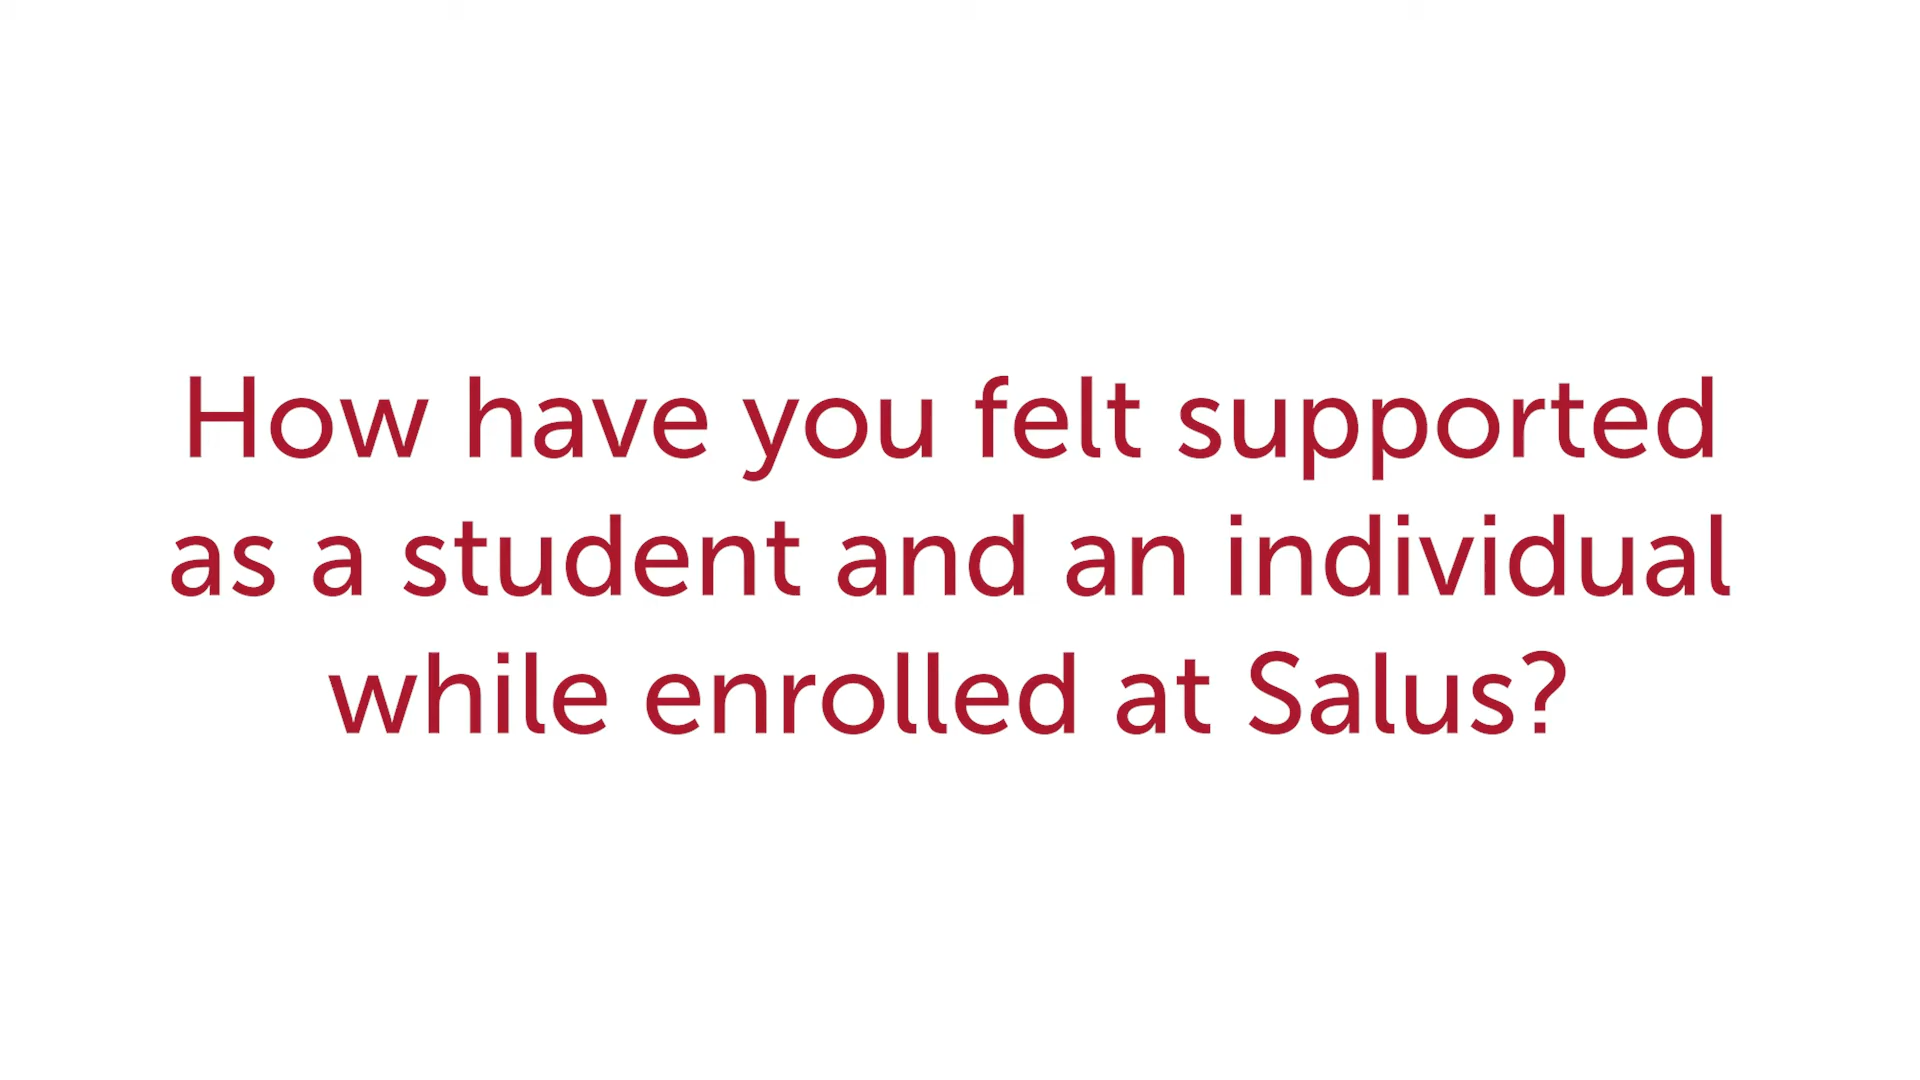 How have you felt supported
as a student and an individual
while enrolled at Salus?